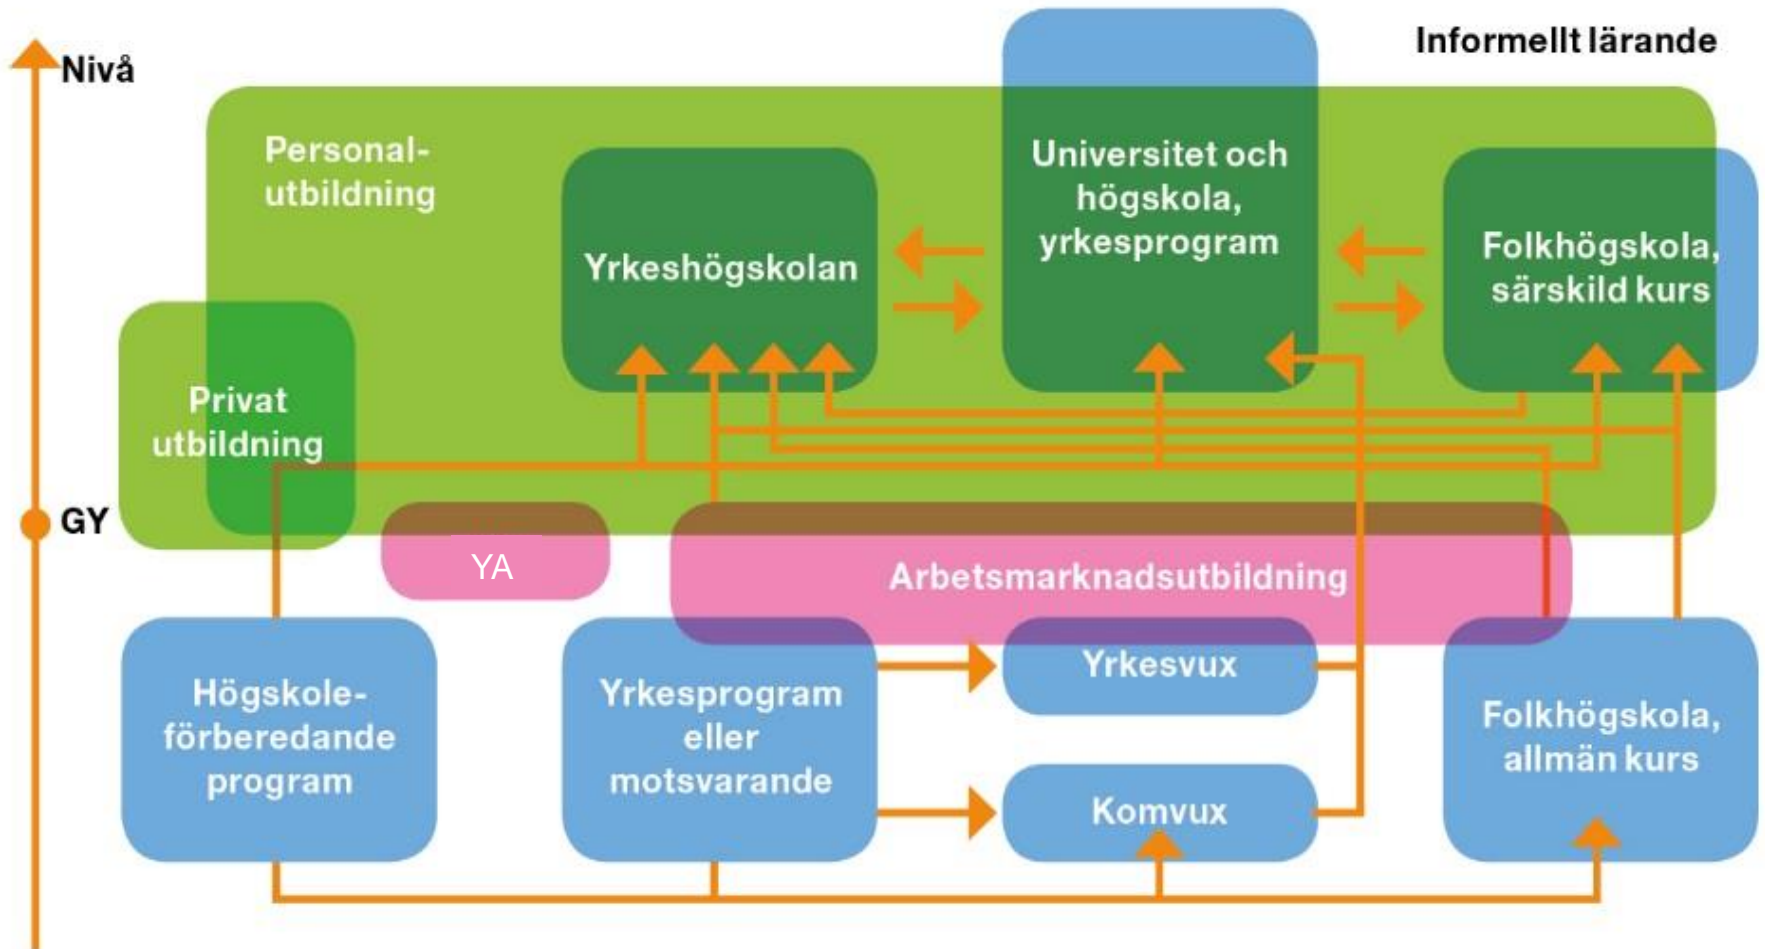 Nivå
Informellt lärande
Personal-
utbildning
Yrkeshögskolan
Universitet och
högskola,
yrkesprogram
Folkhögskola,
särskild kurs
Privat
utbildning
GY
YA
Arbetsmarknadsutbildning
Högskole-
förberedande
program
Yrkesprogram
eller
motsvarande
Yrkesvux
Komvux
Folkhögskola,
allmän kurs